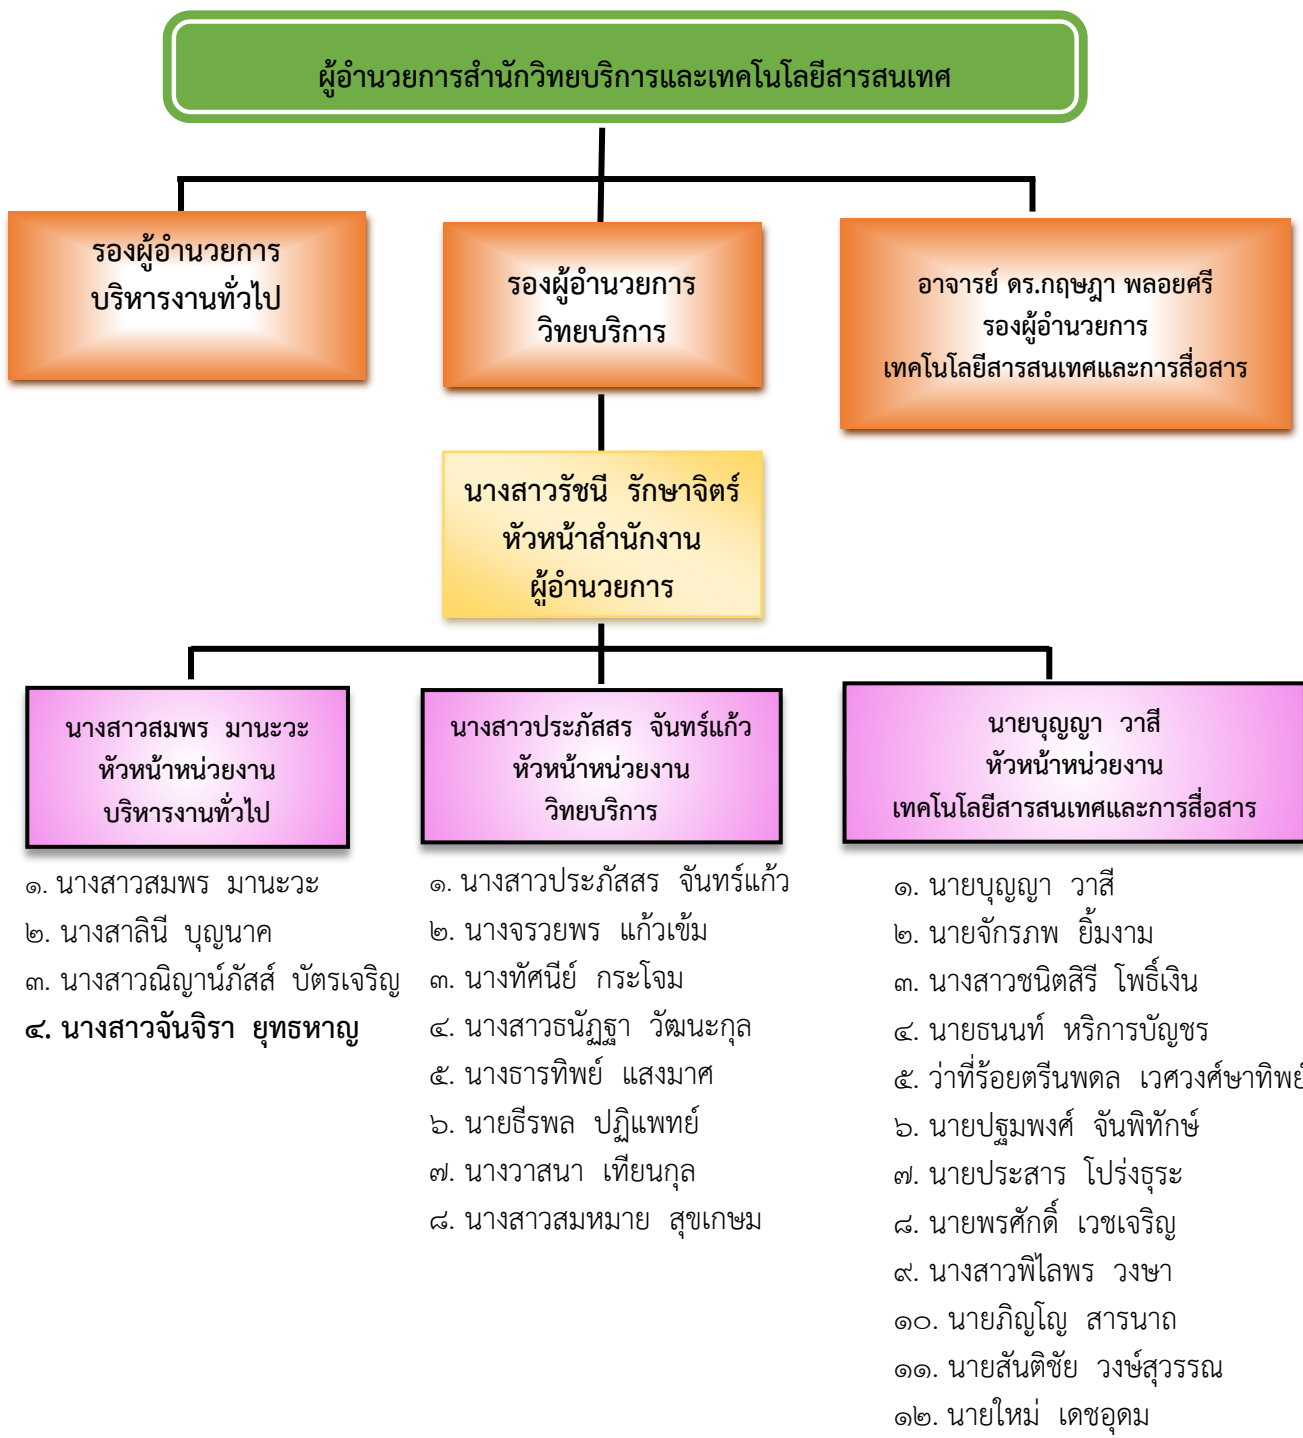 ผู้อำนวยการสำนักวิทยบริการและเทคโนโลยีสารสนเทศ
รองผู้อำนวยการ
บริหารงานทั่วไป
รองผู้อำนวยการ
วิทยบริการ
อาจารย์ ดร.กฤษฎา พลอยศรี
รองผู้อำนวยการ
เทคโนโลยีสารสนเทศและการสื่อสาร
นางสาวรัชนี รักษาจิตร์
หัวหน้าสำนักงาน
ผู้อำนวยการ
นางสาวสมพร มานะวะ
หัวหน้าหน่วยงาน
บริหารงานทั่วไป
นางสาวประภัสสร จันทร์แก้ว
หัวหน้าหน่วยงาน
วิทยบริการ
นายบุญญา วาสี
หัวหน้าหน่วยงาน
เทคโนโลยีสารสนเทศและการสื่อสาร
๑. นางสาวสมพร มานะวะ
๒. นางสาลินี บุญนาค
๓. นางสาวณิญาน์ภัสส์ บัตรเจริญ
๔. นางสาวจันจิรา ยุทธหาญ
๑. นางสาวประภัสสร จันทร์แก้ว
๒. นางจรวยพร แก้วเข้ม
๓. นางทัศนีย์ กระโจม
๔. นางสาวธนัฏฐา วัฒนะกุล
๕. นางธารทิพย์ แสงมาศ
๖. นายธีรพล ปฏิแพทย์
๗. นางวาสนา เทียนกุล
๘. นางสาวสมหมาย สุขเกษม
๑. นายบุญญา วาสี
๒. นายจักรภพ ยิ้มงาม
๓. นางสาวชนิตสิรี โพธิ์เงิน
๔. นายธนนท์ หริการบัญชร
๕. ว่าที่ร้อยตรีนพดล เวศวงศ์ษาทิพย์
๖. นายปฐมพงศ์ จันพิทักษ์
๗. นายประสาร โปร่งธุระ
๘. นายพรศักดิ์ เวชเจริญ
๙. นางสาวพิไลพร วงษา
๑๐. นายภิญโญ สารนาถ
๑๑. นายสันติชัย วงษ์สุวรรณ
๑๒. นายใหม่ เดชอุดม